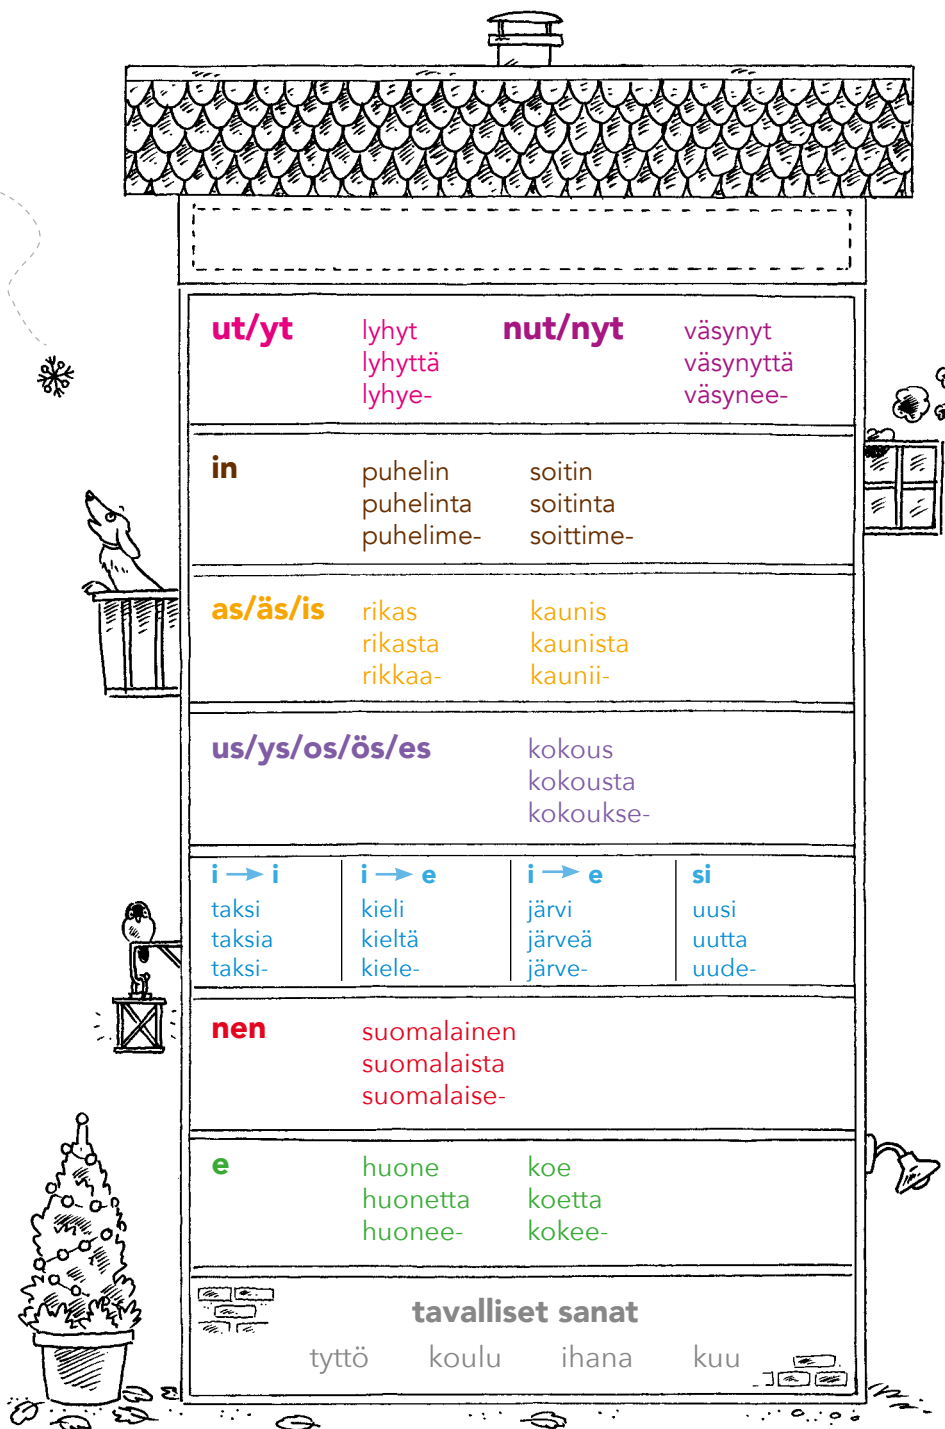 ut/yt lyhyt nut/nyt väsynyt
lyhyttä väsynyttä
lyhye- väsynee-
in puhelin soitin
puhelinta soitinta
puhelime- soittime-
as/äs/is rikas kaunis
rikasta kaunista
rikkaa- kaunii-
us/ys/os/ös/es kokous
kokousta
kokoukse-
i → i i → e i → e si
taksi kieli järvi uusi
taksia kieltä järveä uutta
taksi- kiele- järve- uude-
nen suomalainen
suomalaista
suomalaise-
e huone koe
huonetta koetta
huonee- kokee-
tavalliset sanat
tyttö koulu ihana kuu